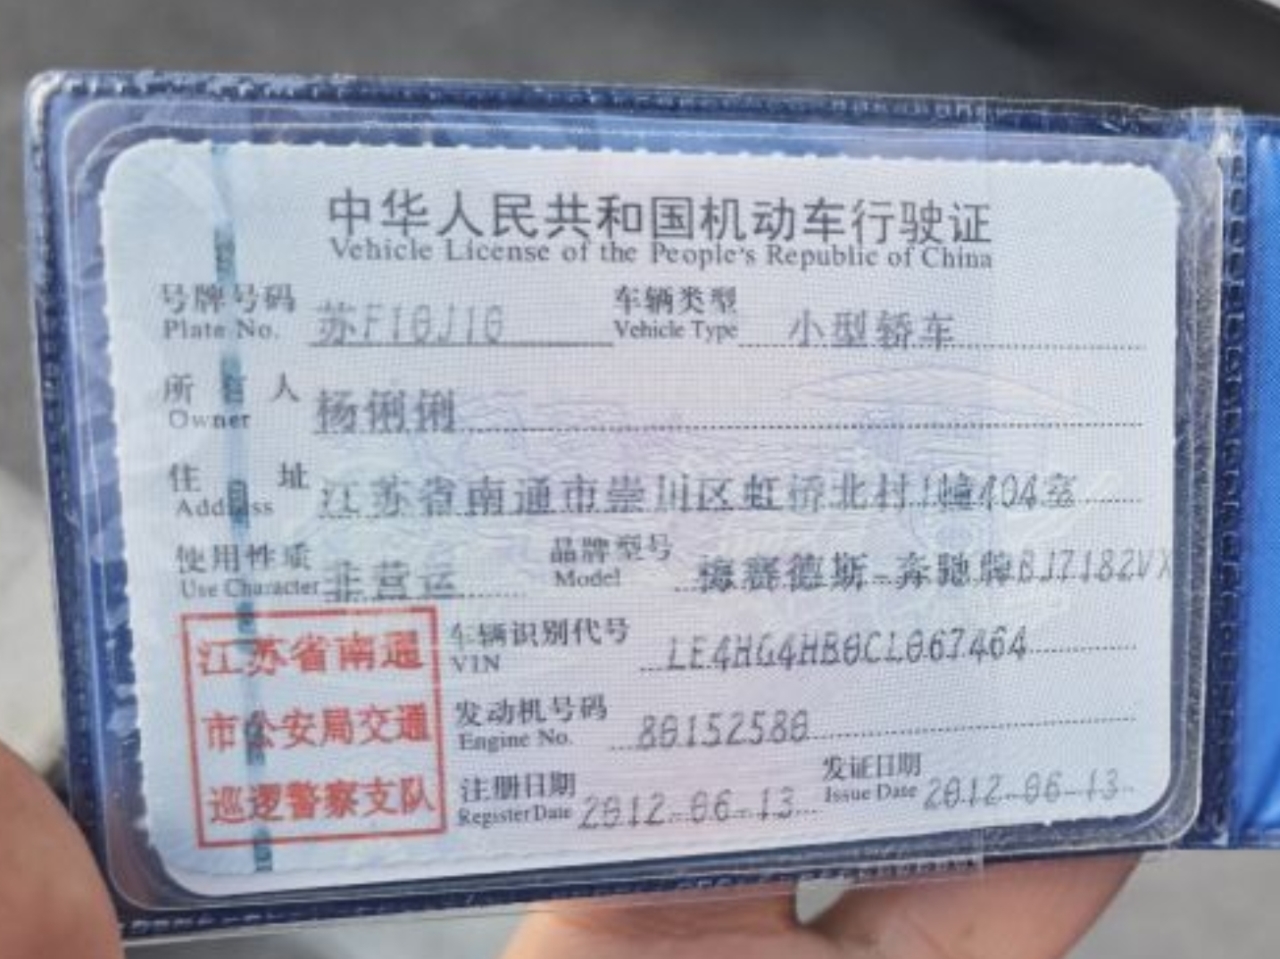 中华人民共和国机动车行驶证
Vehicle License of the People's Republic of China
号牌号码 苏F10J10 车辆类型 小型轿车
Plate No. Vehicle Type
所有人 杨俐俐
Owner
住址 江苏省南通市崇川区虹桥北村1幢404室
Address
使用性质 非营运 品牌型号 梅赛德斯-奔驰牌BJ7182VX
Use Character Model
江苏省南通
市公安局交通
巡逻警察支队
车辆识别代号 LE4HG4HB0CL067464
VIN
发动机号码 80152580
Engine No.
注册日期 2012-06-13 发证日期 2012-06-13
Register Date Issue Date